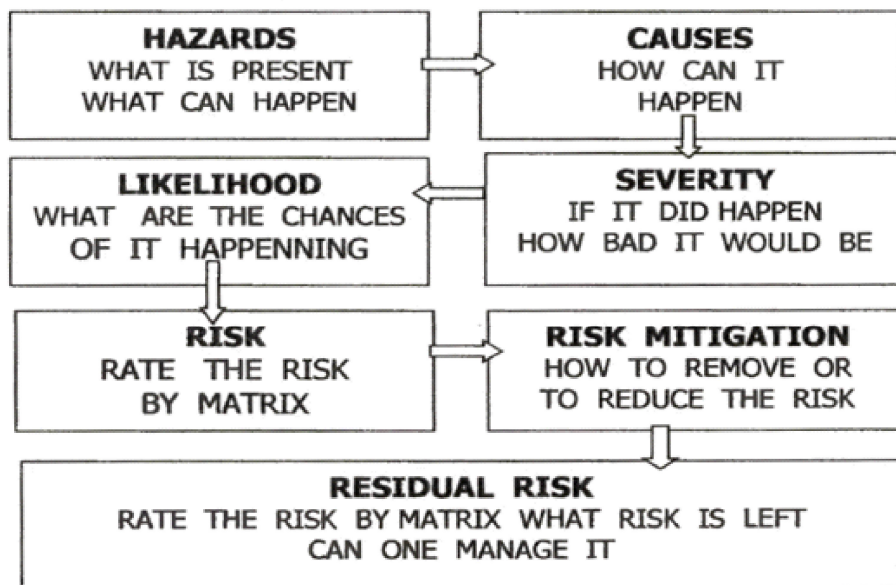 HAZARDS
WHAT IS PRESENT
WHAT CAN HAPPEN
CAUSES
HOW CAN IT
HAPPEN
SEVERITY
IF IT DID HAPPEN
HOW BAD IT WOULD BE
LIKELIHOOD
WHAT ARE THE CHANCES
OF IT HAPPENNING
RISK
RATE THE RISK
BY MATRIX
RISK MITIGATION
HOW TO REMOVE OR
TO REDUCE THE RISK
RESIDUAL RISK
RATE THE RISK BY MATRIX WHAT RISK IS LEFT
CAN ONE MANAGE IT